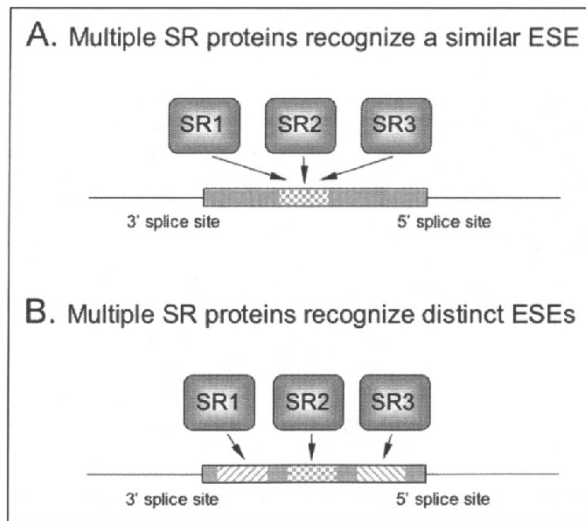 A. Multiple SR proteins recognize a similar ESE
SR1 SR2 SR3
3' splice site 5' splice site
B. Multiple SR proteins recognize distinct ESEs
SR1 SR2 SR3
3' splice site 5' splice site